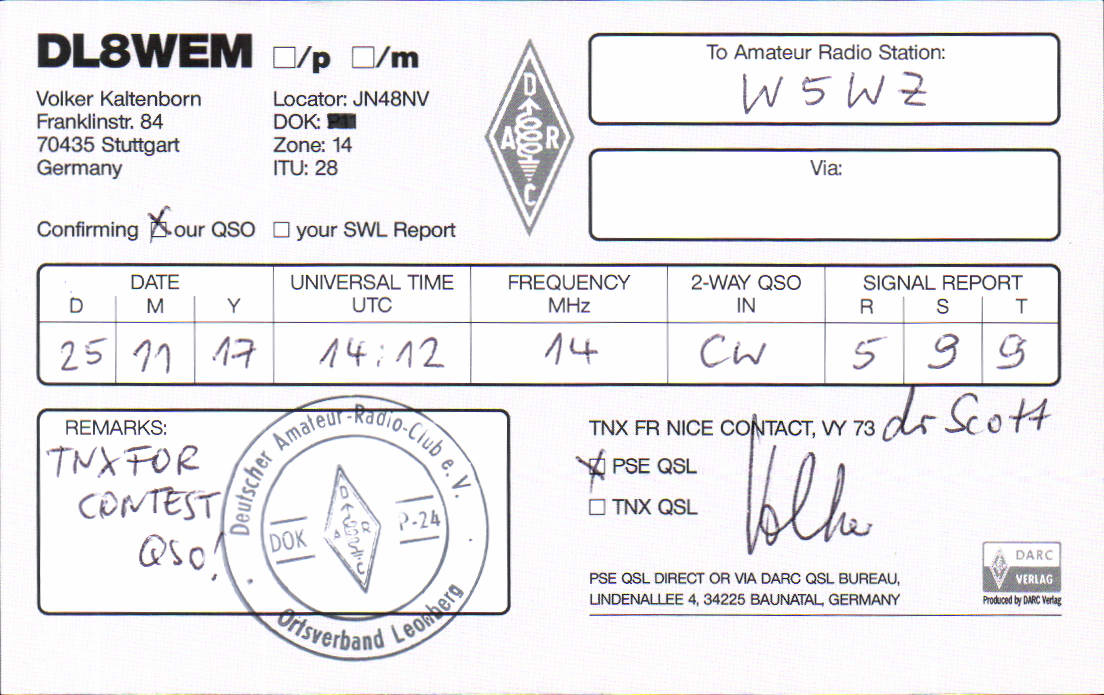 DL8WEM ☐/p ☐/m
Volker Kaltenborn
Franklinstr. 84
70435 Stuttgart
Germany
Locator: JN48NV
DOK:
Zone: 14
ITU: 28
Confirming ☒ our QSO ☐ your SWL Report
D
A R
C
To Amateur Radio Station:
W5WZ
Via:
DATE UNIVERSAL TIME FREQUENCY 2-WAY QSO SIGNAL REPORT
D M Y UTC MHz IN R S T
25 11 17 14:12 14 CW 5 9 9
REMARKS:
TNX FOR
CONTEST
QSO!
Deutscher Amateur-Radio-Club e.V.
DOK P-24
D
A R
C
Ortsverband Leonberg
TNX FR NICE CONTACT, VY 73 dr Scott
☒ PSE QSL
☐ TNX QSL
Volker
PSE QSL DIRECT OR VIA DARC QSL BUREAU,
LINDENALLEE 4, 34225 BAUNATAL, GERMANY
DARC
VERLAG
Produced by DARC Verlag